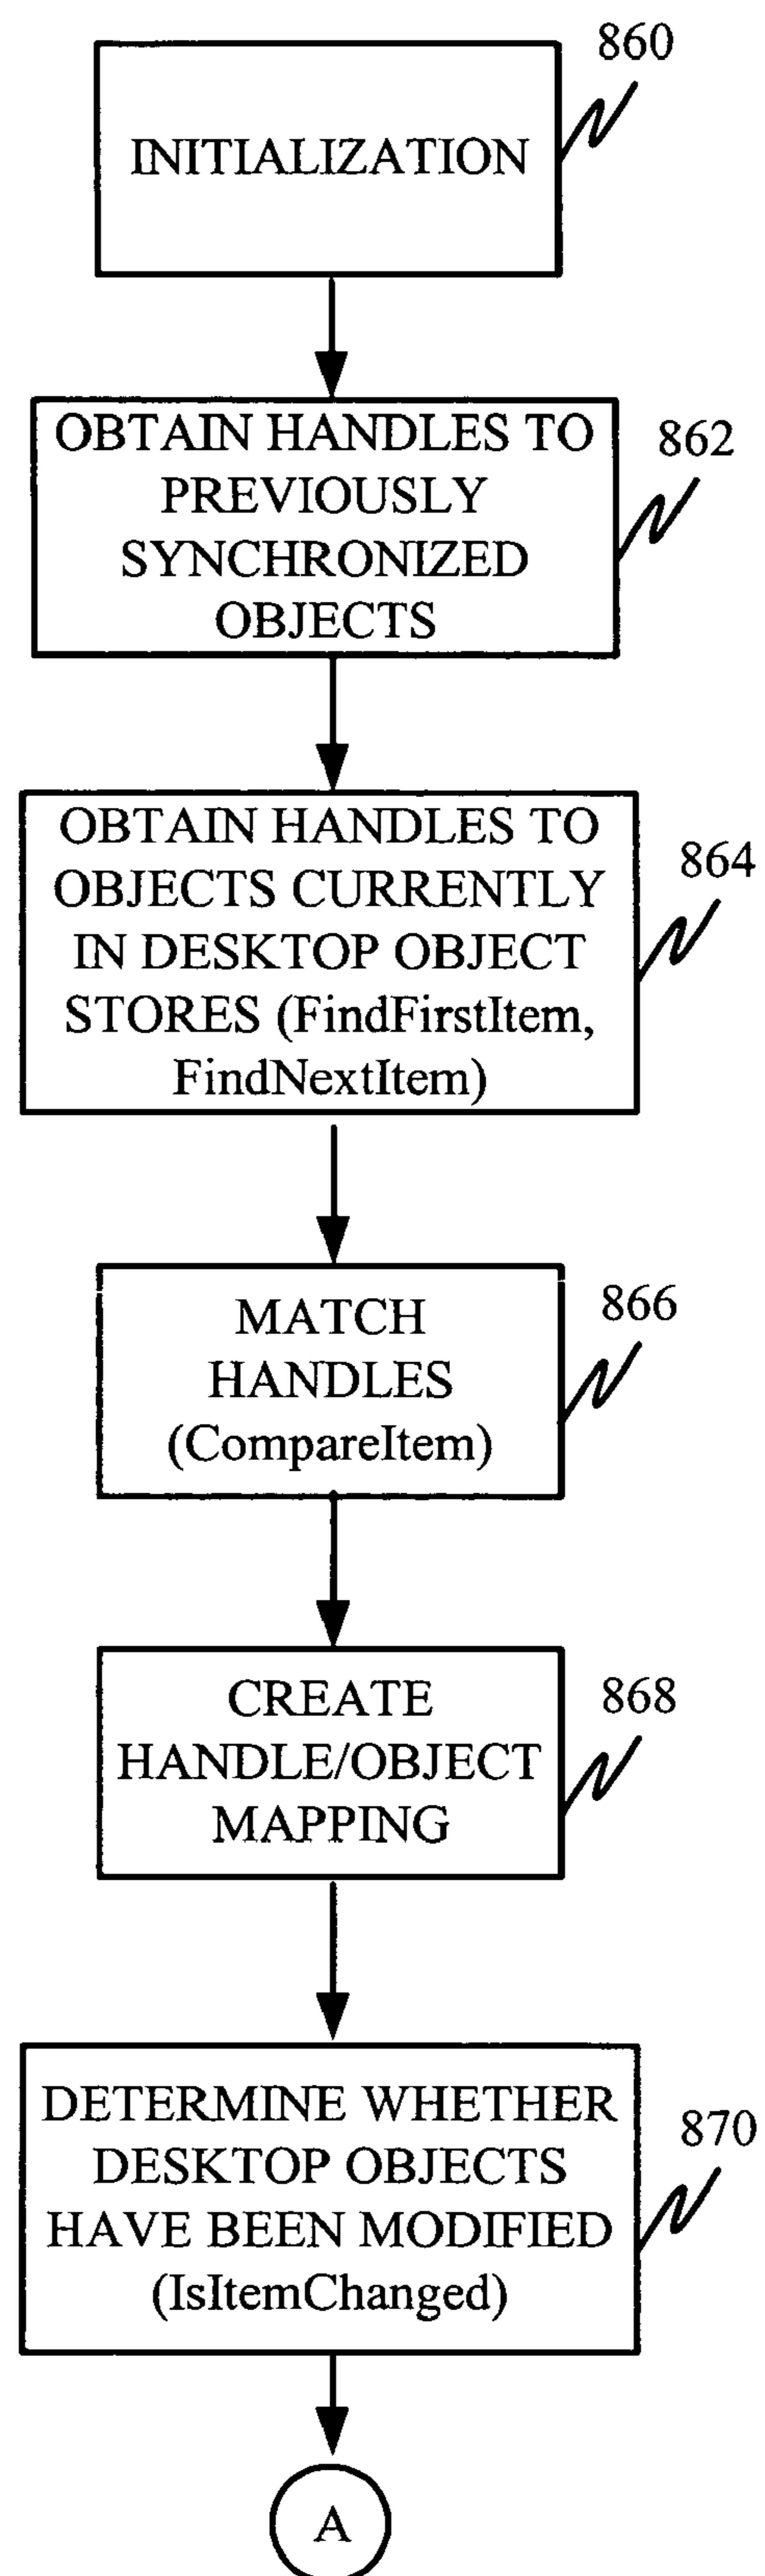 860
INITIALIZATION
OBTAIN HANDLES TO
PREVIOUSLY
SYNCHRONIZED
OBJECTS
862
OBTAIN HANDLES TO
OBJECTS CURRENTLY
IN DESKTOP OBJECT
STORES (FindFirstItem,
FindNextItem)
864
MATCH
HANDLES
(CompareItem)
866
CREATE
HANDLE/OBJECT
MAPPING
868
DETERMINE WHETHER
DESKTOP OBJECTS
HAVE BEEN MODIFIED
(IsItemChanged)
870
A